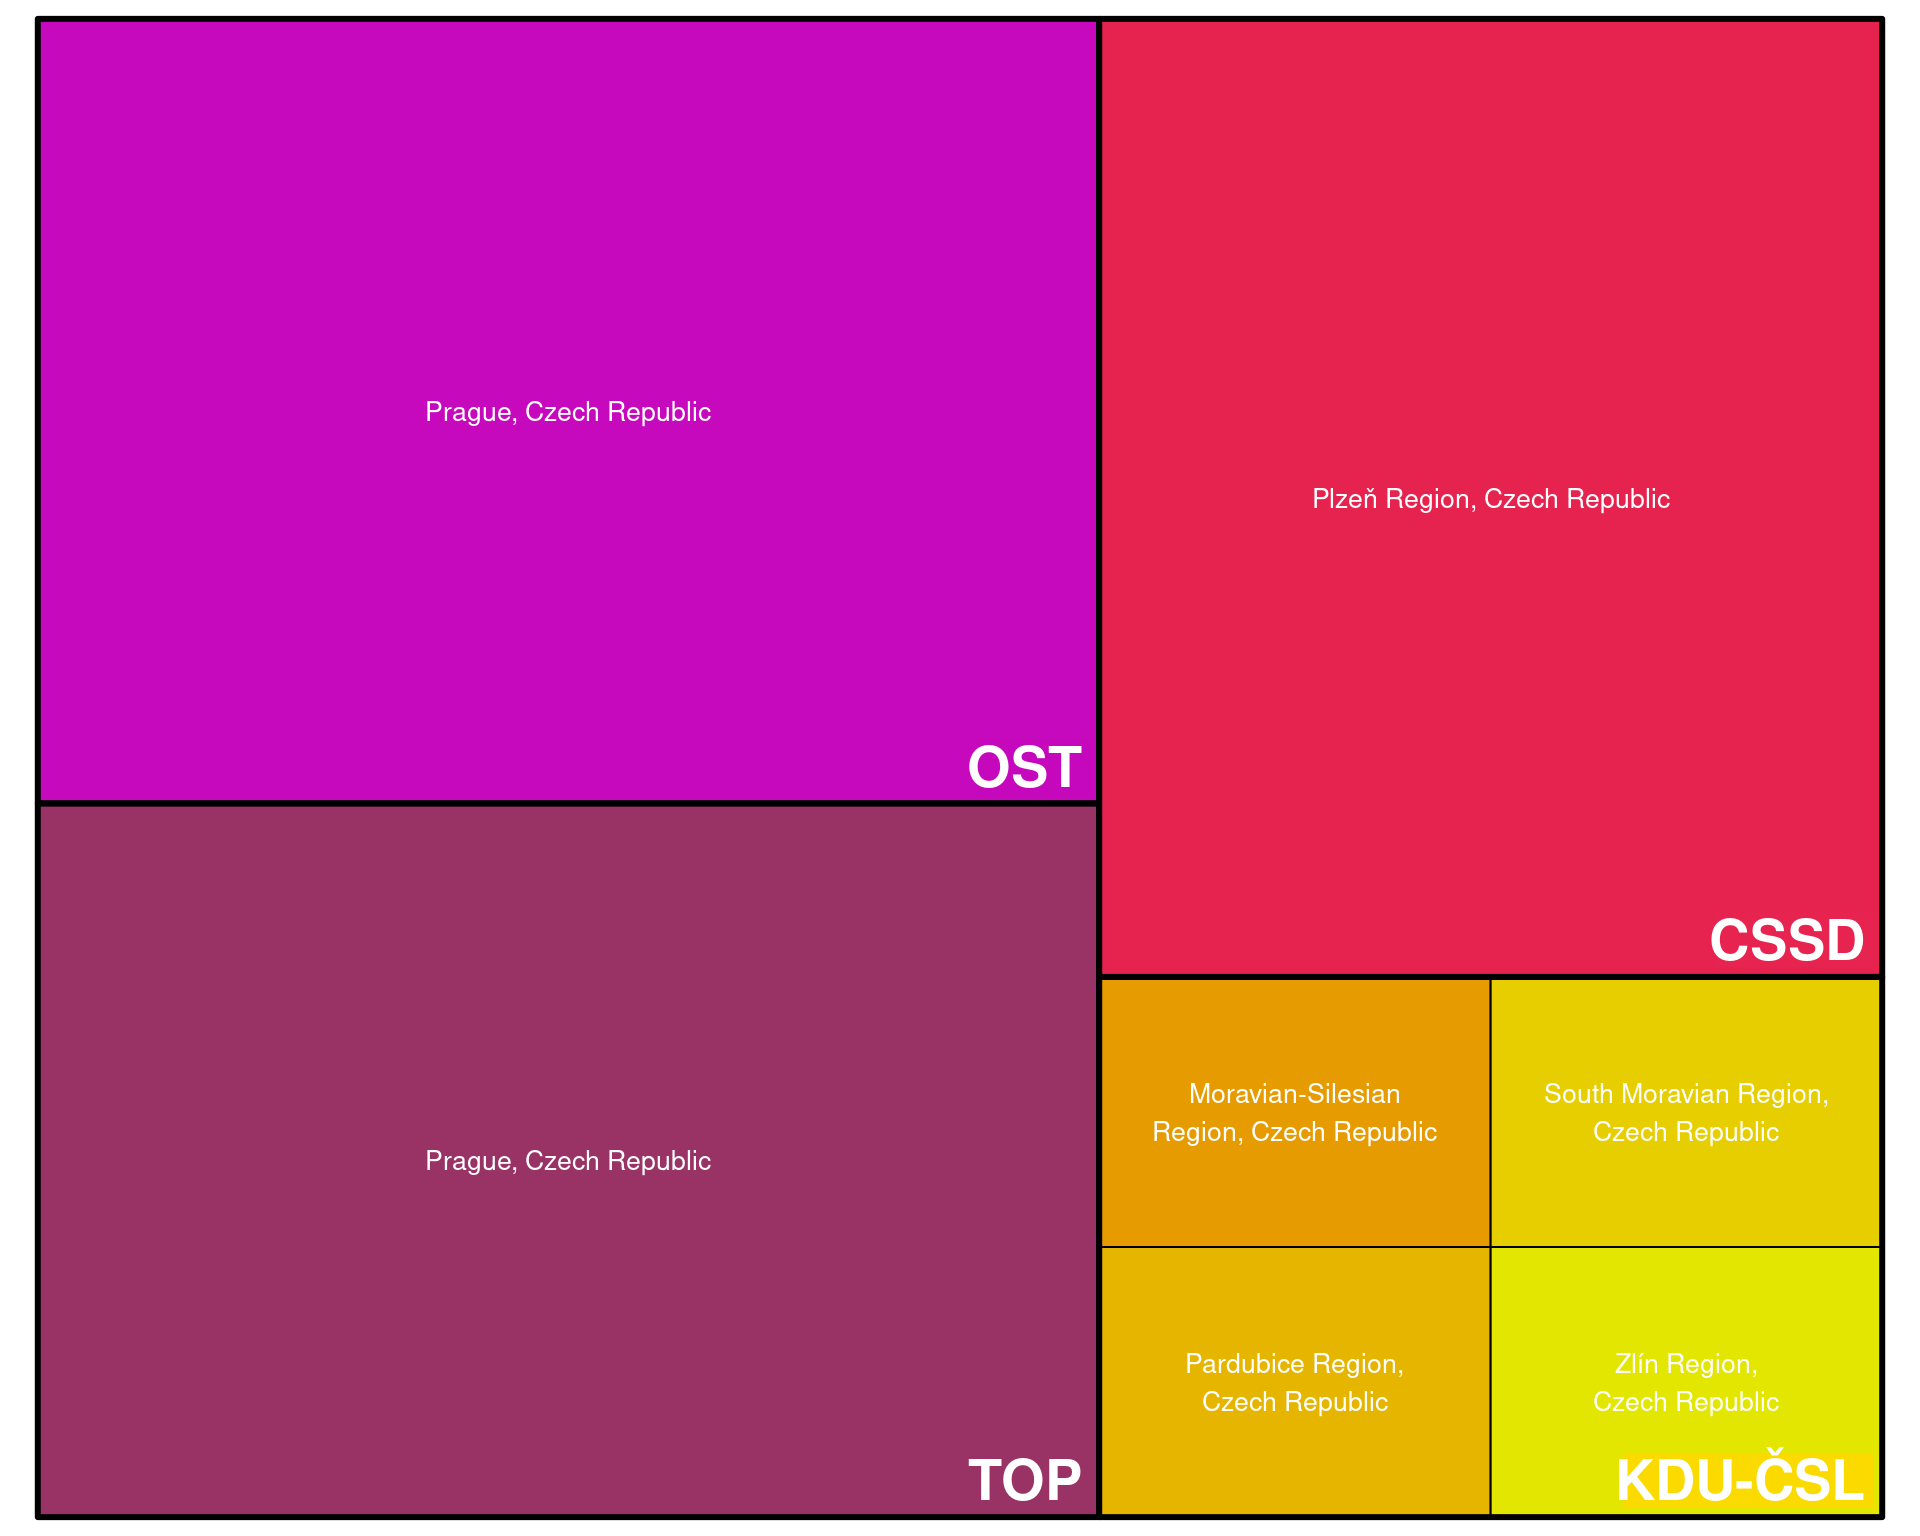 Prague, Czech Republic
OST
Prague, Czech Republic
TOP
Plzeň Region, Czech Republic
CSSD
Moravian-Silesian
Region, Czech Republic
South Moravian Region,
Czech Republic
Pardubice Region,
Czech Republic
Zlín Region,
Czech Republic
KDU-ČSL